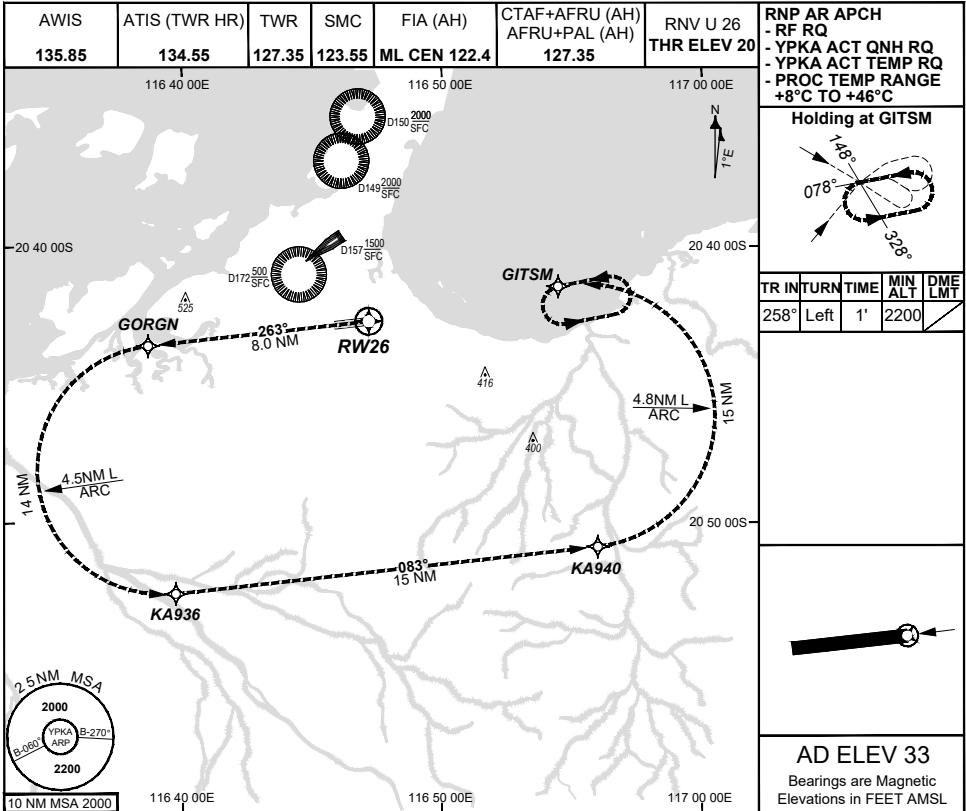 AWIS
135.85
ATIS (TWR HR)
134.55
TWR
127.35
SMC
123.55
FIA (AH)
ML CEN 122.4
CTAF+AFRU (AH)
AFRU+PAL (AH)
127.35
RNV U 26
THR ELEV 20
RNP AR APCH
- RF RQ
- YPKA ACT QNH RQ
- YPKA ACT TEMP RQ
- PROC TEMP RANGE
+8°C TO +46°C
116 40 00E
116 50 00E
117 00 00E
N
1°E
D150 2000
SFC
D149 2000
SFC
D157 1500
SFC
D172 500
SFC
20 40 00S
20 40 00S
525
GORGN
263°
8.0 NM
RW26
GITSM
416
400
4.8NM L
ARC
15 NM
4.5NM L
ARC
14 NM
20 50 00S
083°
15 NM
KA940
KA936
25 NM MSA
2000
YPKA
ARP
B-060°
B-270°
2200
10 NM MSA 2000
116 40 00E
116 50 00E
117 00 00E
Holding at GITSM
148°
078°
328°
TR IN
TURN
TIME
MIN
ALT
DME
LMT
258°
Left
1'
2200
AD ELEV 33
Bearings are Magnetic
Elevations in FEET AMSL